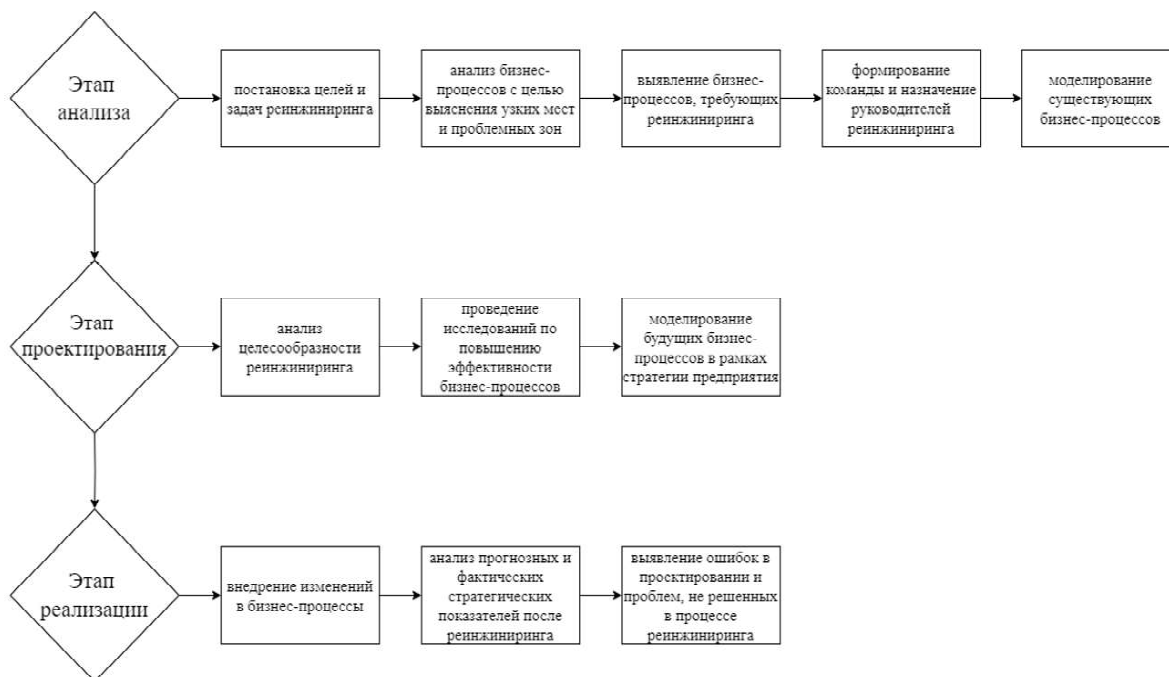 Этап
анализа
постановка целей и
задач реинжиниринга
анализ бизнес-
процессов с целью
выяснения узких мест
и проблемных зон
выявление бизнес-
процессов, требующих
реинжиниринга
формирование
команды и назначение
руководителей
реинжиниринга
моделирование
существующих
бизнес-процессов
Этап
проектирования
анализ
целесообразности
реинжиниринга
проведение
исследований по
повышению
эффективности
бизнес-процессов
моделирование
будущих бизнес-
процессов в рамках
стратегии предприятия
Этап
реализации
внедрение изменений
в бизнес-процессы
анализ прогнозных и
фактических
стратегических
показателей после
реинжиниринга
выявление ошибок в
проектировании и
проблем, не решенных
в процессе
реинжиниринга